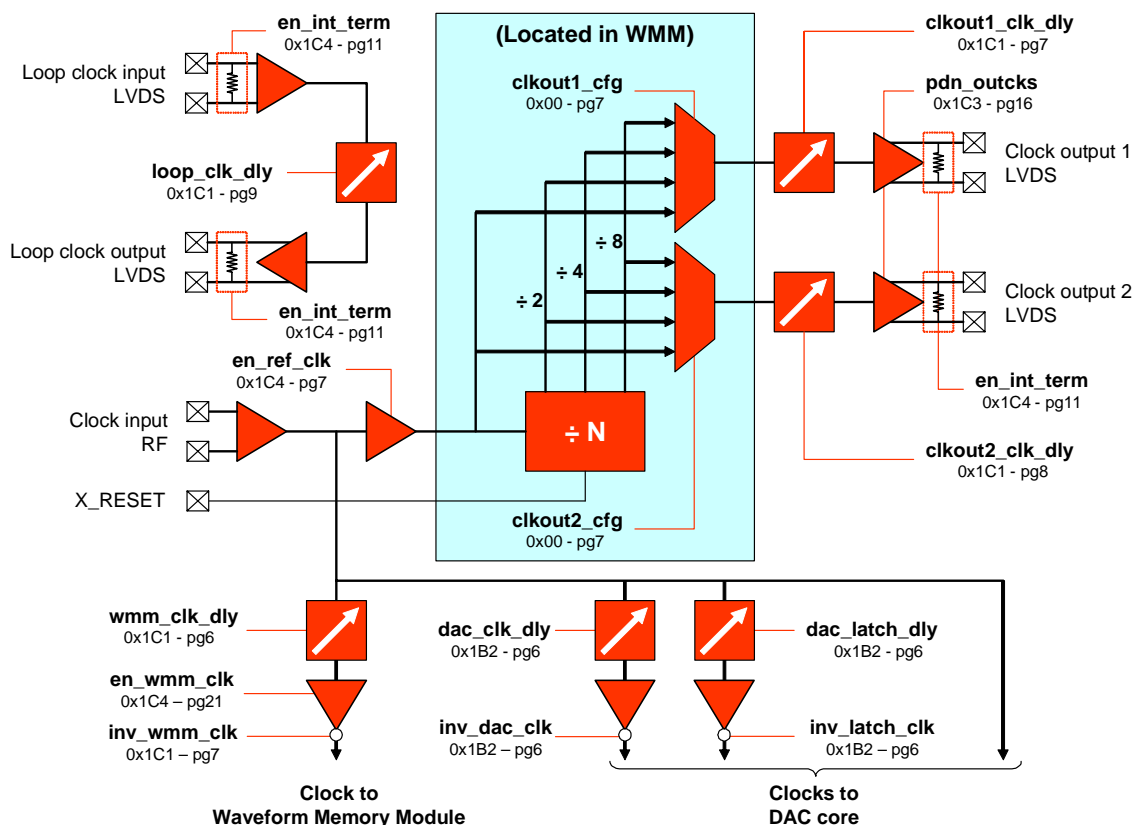 en_int_term
0x1C4 - pg11
Loop clock input
LVDS
loop_clk_dly
0x1C1 - pg9
Loop clock output
LVDS
en_int_term
0x1C4 - pg11
en_ref_clk
0x1C4 - pg7
Clock input
RF
X_RESET
(Located in WMM)
clkout1_cfg
0x00 - pg7
÷ 8
÷ 4
÷ 2
÷ N
clkout2_cfg
0x00 - pg7
clkout1_clk_dly
0x1C1 - pg7
pdn_outcks
0x1C3 - pg16
Clock output 1
LVDS
Clock output 2
LVDS
en_int_term
0x1C4 - pg11
clkout2_clk_dly
0x1C1 - pg8
wmm_clk_dly
0x1C1 - pg6
en_wmm_clk
0x1C4 – pg21
inv_wmm_clk
0x1C1 – pg7
dac_clk_dly
0x1B2 - pg6
inv_dac_clk
0x1B2 – pg6
dac_latch_dly
0x1B2 - pg6
inv_latch_clk
0x1B2 – pg6
Clock to
Waveform Memory Module
Clocks to
DAC core